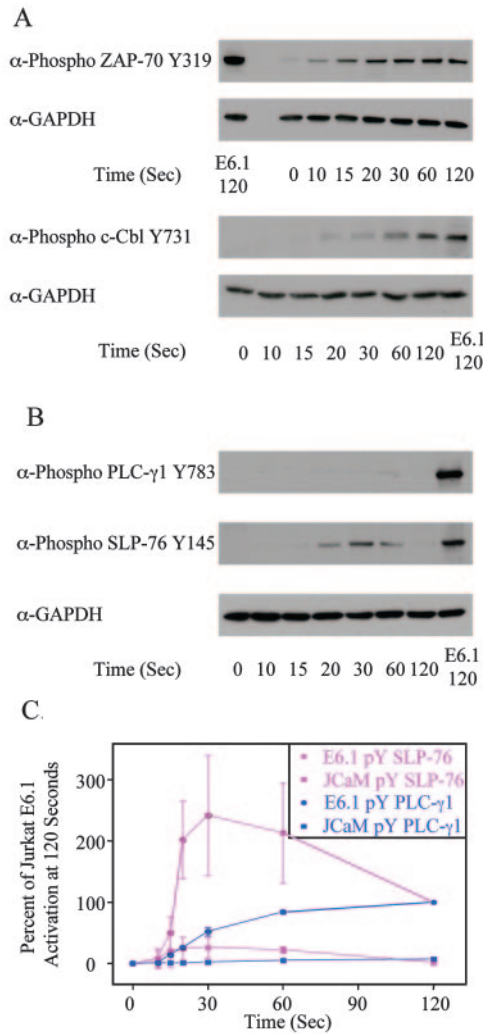 A
α-Phospho ZAP-70 Y319
α-GAPDH
Time (Sec) E6.1 120 0 10 15 20 30 60 120
α-Phospho c-Cbl Y731
α-GAPDH
Time (Sec) 0 10 15 20 30 60 120 E6.1 120
B
α-Phospho PLC-γ1 Y783
α-Phospho SLP-76 Y145
α-GAPDH
Time (Sec) 0 10 15 20 30 60 120 E6.1 120
C.
E6.1 pY SLP-76
JCaM pY SLP-76
E6.1 pY PLC-γ1
JCaM pY PLC-γ1
Percent of Jurkat E6.1
Activation at 120 Seconds
300
200
100
0
0 30 60 90 120
Time (Sec)